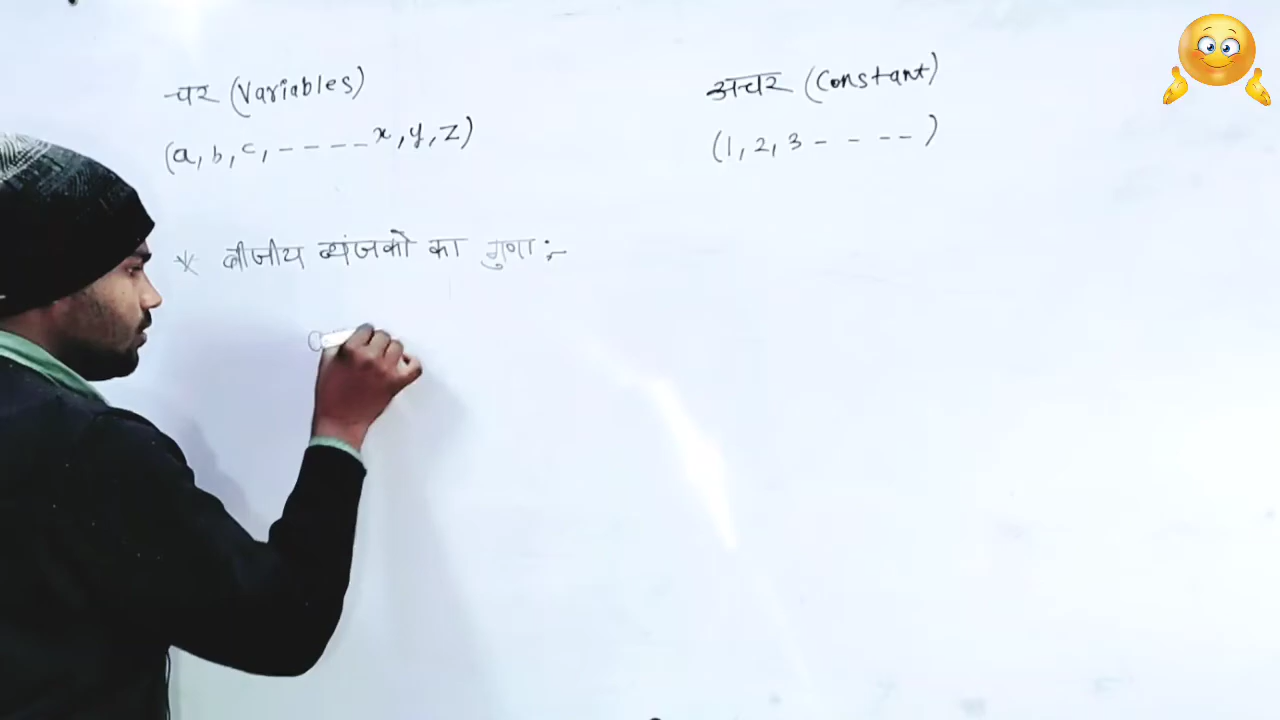 चर (Variables)
(a, b, c, ---- x, y, z)
अचर (Constant)
(1, 2, 3 - - - -)
* बीजीय व्यंजको का गुणा :-